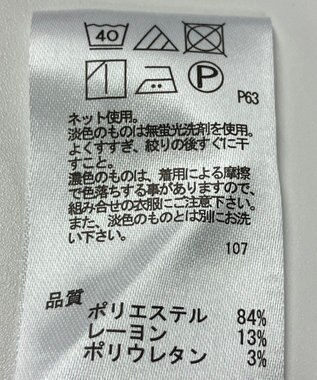 40
P
P63
ネット使用。
淡色のものは無蛍光洗剤を使用。
よくすすぎ、絞りの後すぐに干
すこと。
濃色のものは、着用による摩擦
で色落ちする事がありますので、
組み合せの衣服にご注意下さい。
また、淡色のものとは別にお洗
い下さい。
107
品質
ポリエステル 84%
レーヨン 13%
ポリウレタン 3%